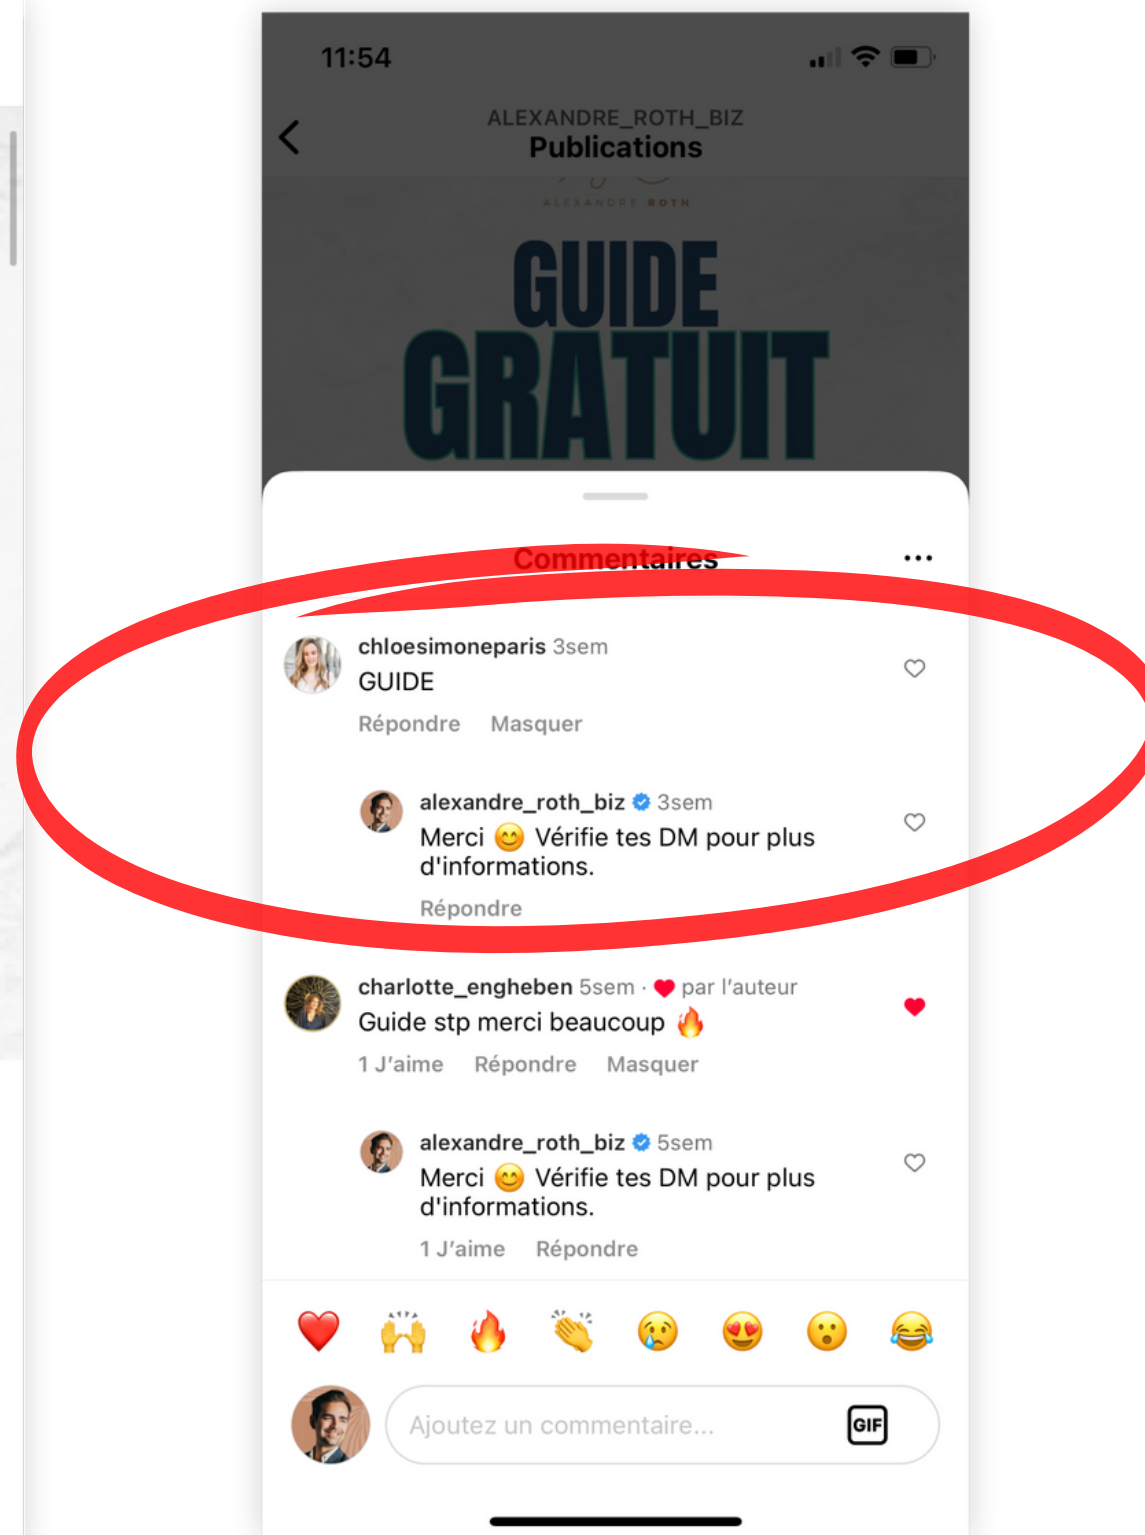 11:54
ALEXANDRE_ROTH_BIZ
Publications
ALEXANDRE ROTH
GUIDE
GRATUIT
Commentaires
chloesimoneparis 3sem
GUIDE
Répondre Masquer
alexandre_roth_biz 3sem
Merci 😊 Vérifie tes DM pour plus
d'informations.
Répondre
charlotte_engheben 5sem · ♥ par l'auteur
Guide stp merci beaucoup 🔥
1 J'aime Répondre Masquer
alexandre_roth_biz 5sem
Merci 😊 Vérifie tes DM pour plus
d'informations.
1 J'aime Répondre
Ajoutez un commentaire...
GIF